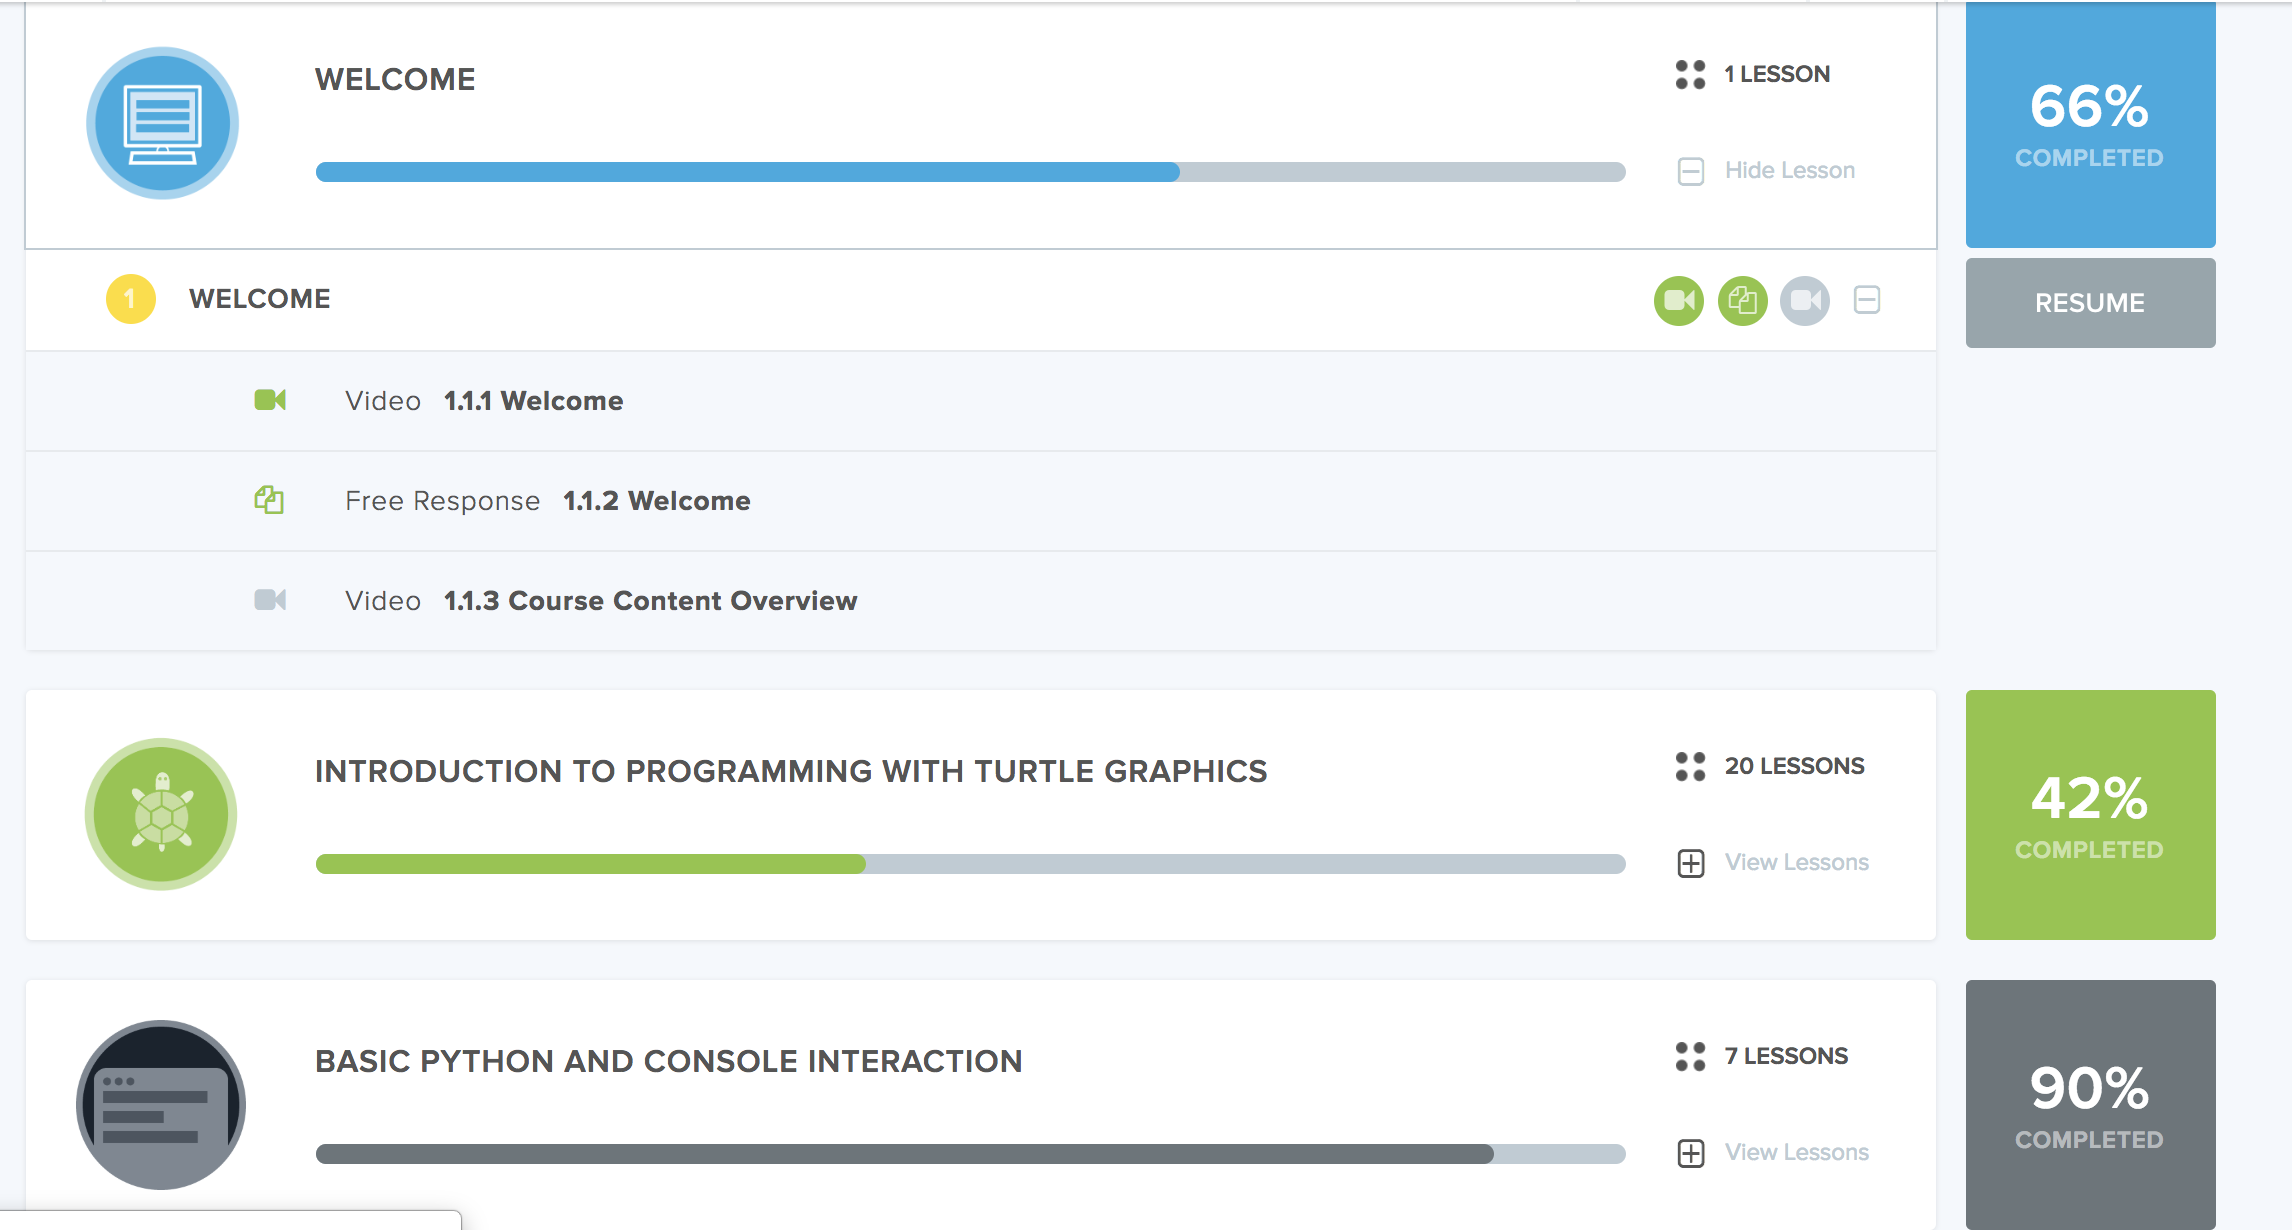 WELCOME
1 LESSON
66%
COMPLETED
Hide Lesson
1 WELCOME
RESUME
Video 1.1.1 Welcome
Free Response 1.1.2 Welcome
Video 1.1.3 Course Content Overview
INTRODUCTION TO PROGRAMMING WITH TURTLE GRAPHICS
20 LESSONS
42%
COMPLETED
View Lessons
BASIC PYTHON AND CONSOLE INTERACTION
7 LESSONS
90%
COMPLETED
View Lessons